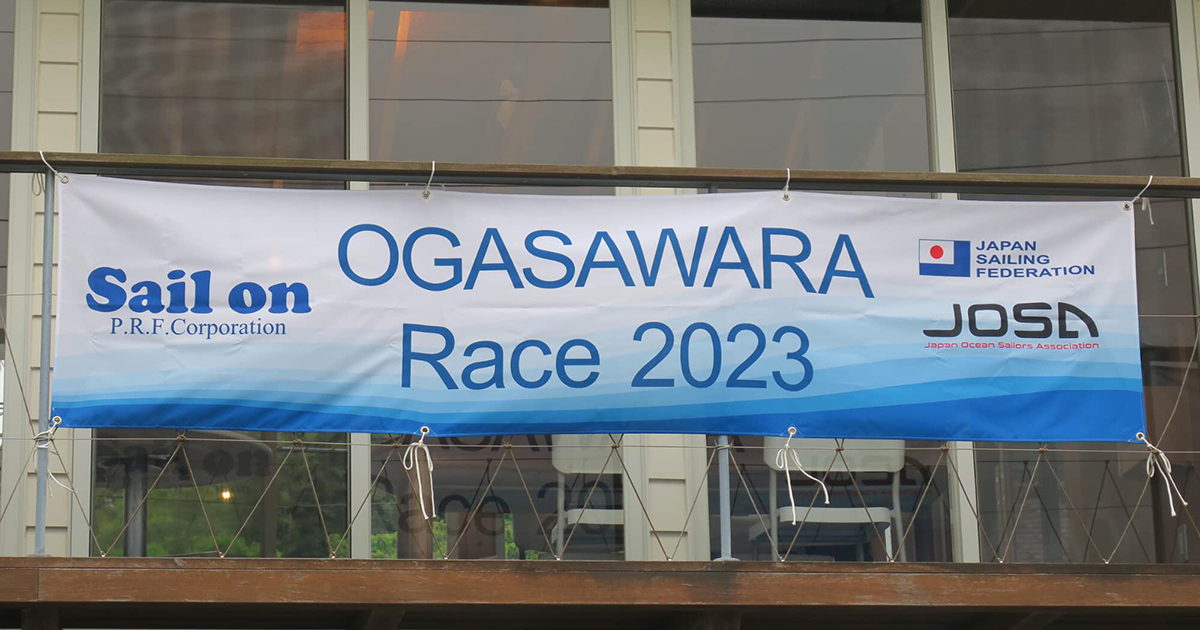 Sail on
P.R.F.Corporation
OGASAWARA
Race 2023
JAPAN
SAILING
FEDERATION
JOSA
Japan Ocean Sailors Association